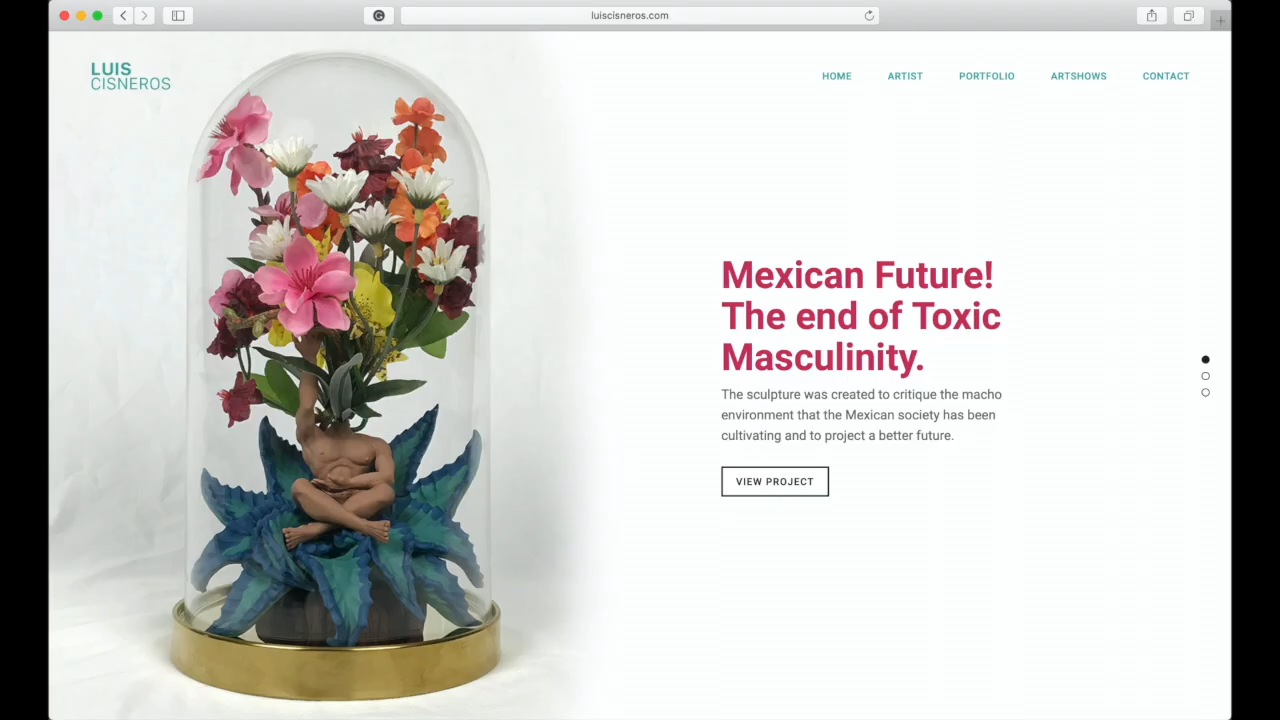 luiscisneros.com
LUIS
CISNEROS
HOME ARTIST PORTFOLIO ARTSHOWS CONTACT
Mexican Future!
The end of Toxic
Masculinity.
The sculpture was created to critique the macho
environment that the Mexican society has been
cultivating and to project a better future.
VIEW PROJECT